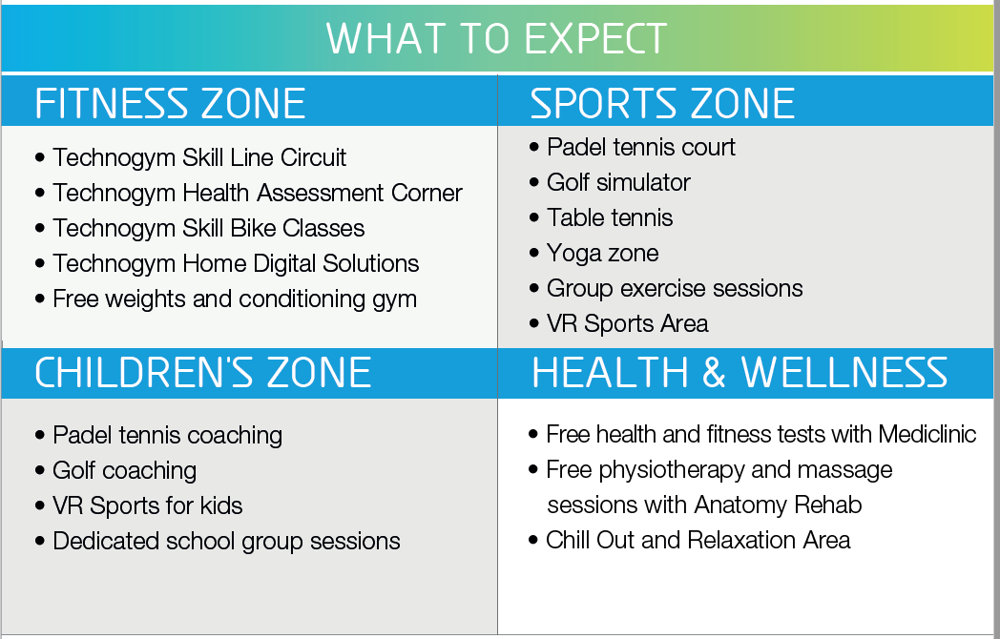 WHAT TO EXPECT
FITNESS ZONE
• Technogym Skill Line Circuit
• Technogym Health Assessment Corner
• Technogym Skill Bike Classes
• Technogym Home Digital Solutions
• Free weights and conditioning gym
SPORTS ZONE
• Padel tennis court
• Golf simulator
• Table tennis
• Yoga zone
• Group exercise sessions
• VR Sports Area
CHILDREN'S ZONE
• Padel tennis coaching
• Golf coaching
• VR Sports for kids
• Dedicated school group sessions
HEALTH & WELLNESS
• Free health and fitness tests with Mediclinic
• Free physiotherapy and massage
sessions with Anatomy Rehab
• Chill Out and Relaxation Area